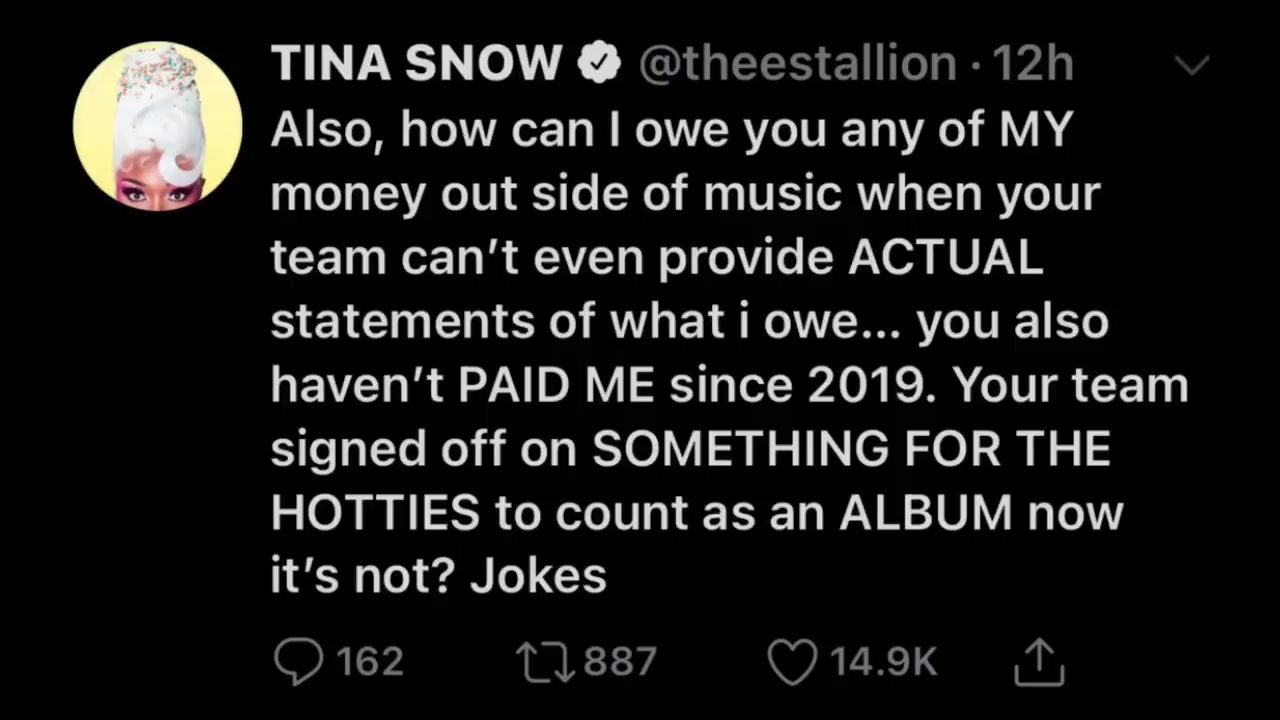 TINA SNOW @theestallion · 12h
Also, how can I owe you any of MY
money out side of music when your
team can’t even provide ACTUAL
statements of what i owe... you also
haven’t PAID ME since 2019. Your team
signed off on SOMETHING FOR THE
HOTTIES to count as an ALBUM now
it’s not? Jokes
162 887 14.9K